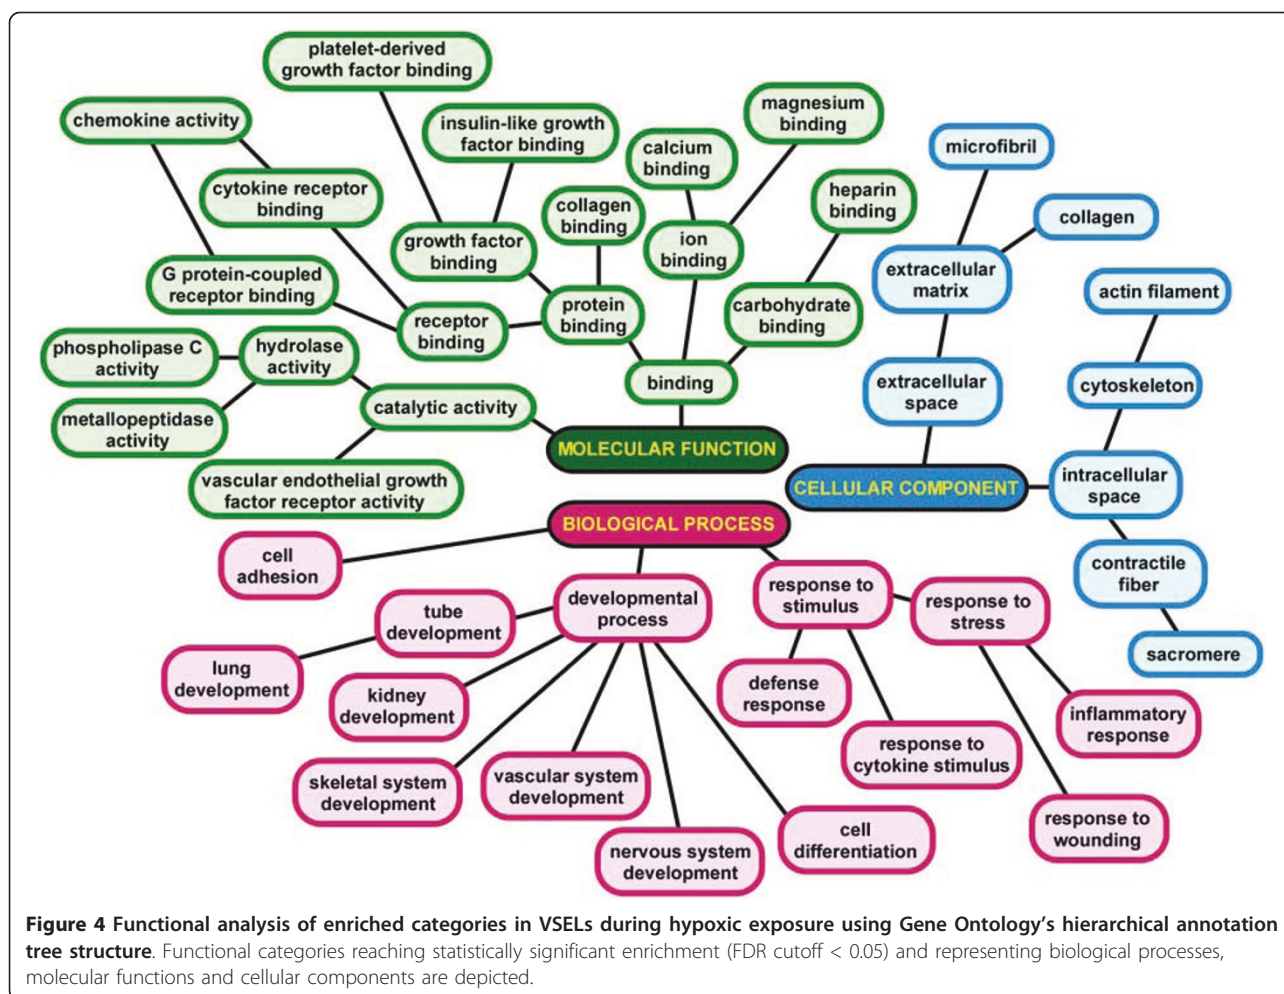 platelet-derived
growth factor binding
chemokine activity
insulin-like growth
factor binding
magnesium
binding
calcium
binding
microfibril
cytokine receptor
binding
collagen
binding
heparin
binding
collagen
growth factor
binding
ion
binding
G protein-coupled
receptor binding
extracellular
matrix
actin filament
receptor
binding
protein
binding
carbohydrate
binding
phospholipase C
activity
hydrolase
activity
binding
extracellular
space
cytoskeleton
metallopeptidase
activity
catalytic activity
MOLECULAR FUNCTION
vascular endothelial growth
factor receptor activity
CELLULAR COMPONENT
intracellular
space
BIOLOGICAL PROCESS
cell
adhesion
contractile
fiber
developmental
process
response to
stimulus
response to
stress
tube
development
sacromere
lung
development
kidney
development
defense
response
inflammatory
response
response to
cytokine stimulus
skeletal system
development
vascular system
development
response to
wounding
cell
differentiation
nervous system
development
Figure 4 Functional analysis of enriched categories in VSELs during hypoxic exposure using Gene Ontology's hierarchical annotation
tree structure. Functional categories reaching statistically significant enrichment (FDR cutoff < 0.05) and representing biological processes,
molecular functions and cellular components are depicted.